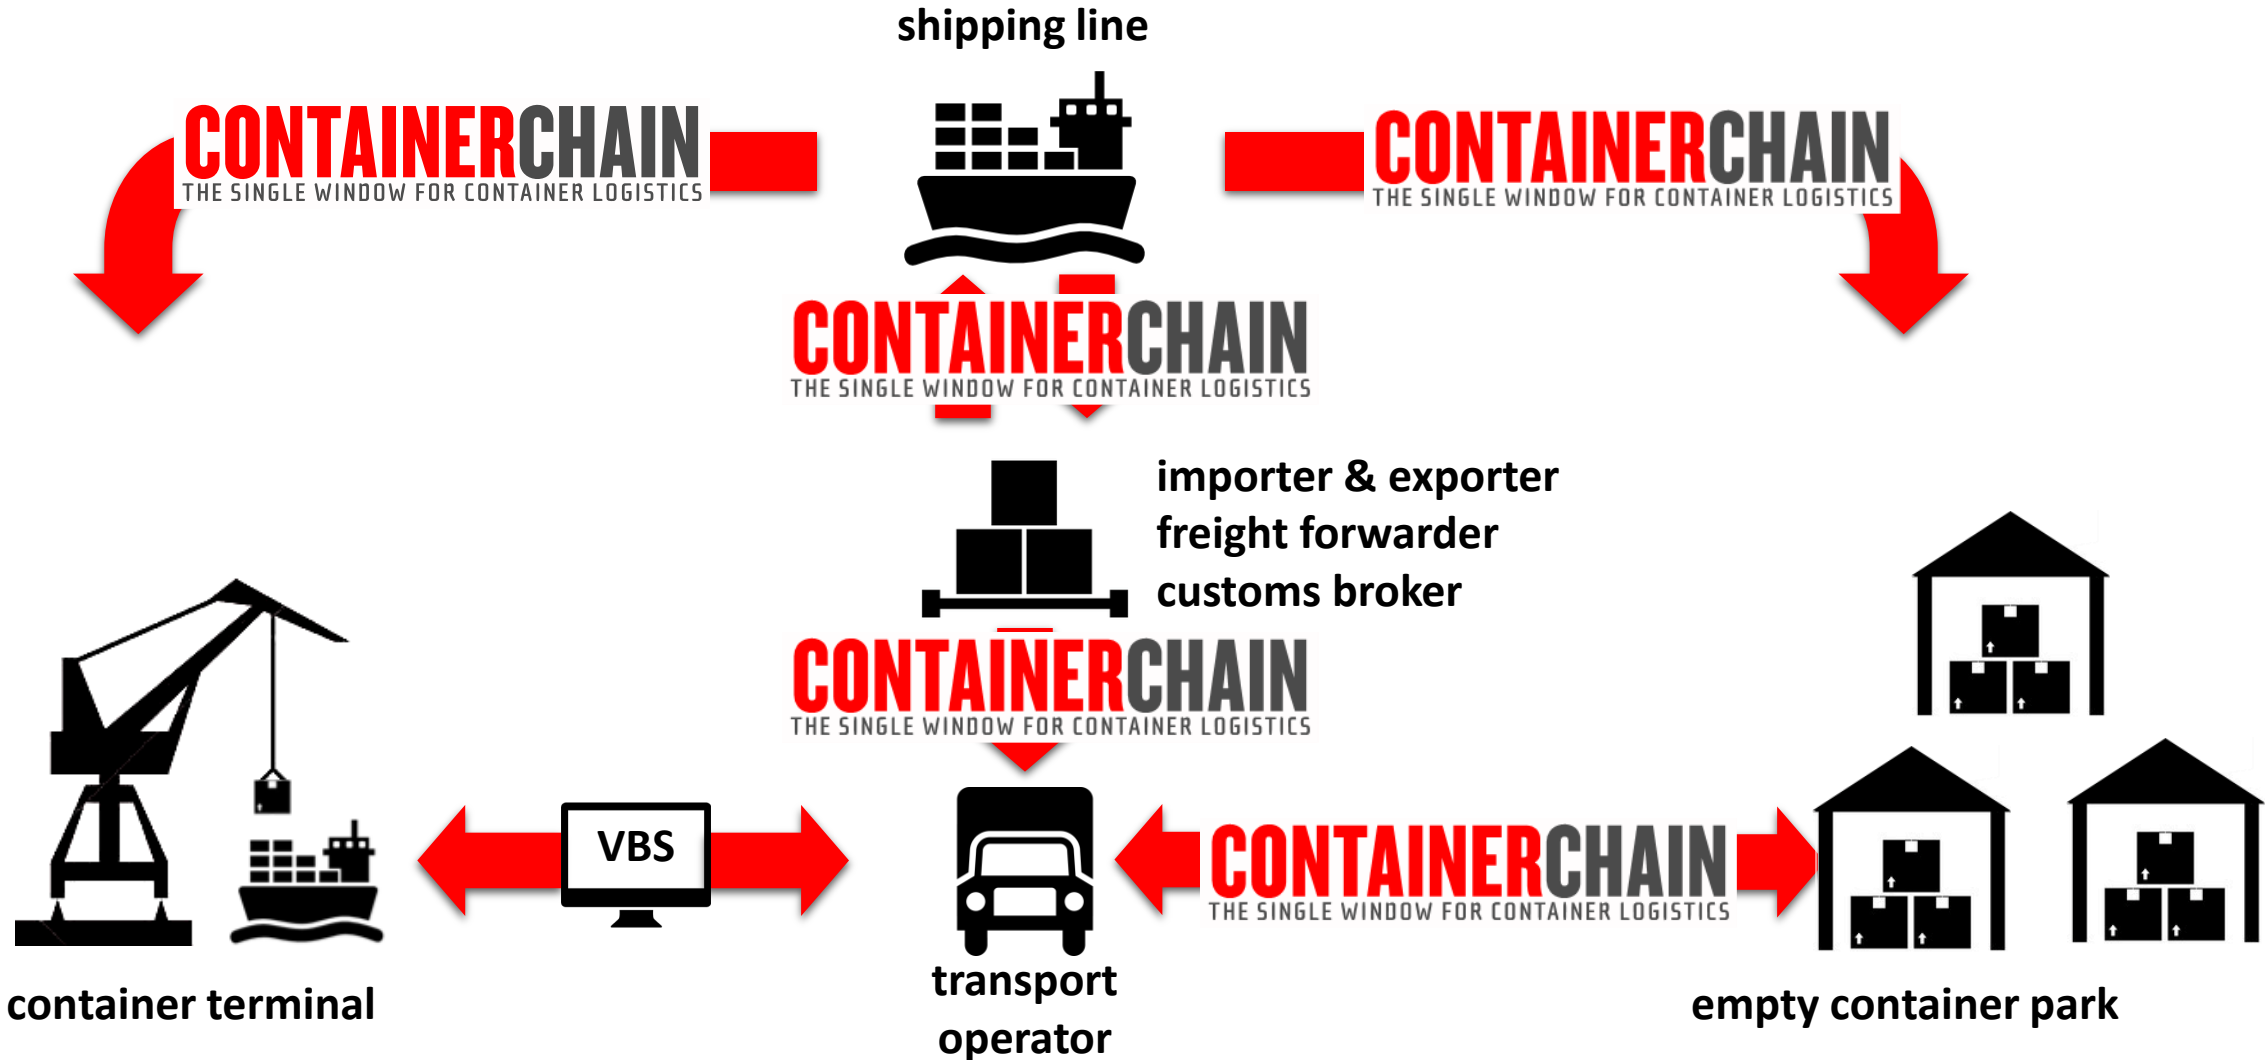 shipping line
CONTAINERCHAIN
THE SINGLE WINDOW FOR CONTAINER LOGISTICS
CONTAINERCHAIN
THE SINGLE WINDOW FOR CONTAINER LOGISTICS
CONTAINERCHAIN
THE SINGLE WINDOW FOR CONTAINER LOGISTICS
importer & exporter
freight forwarder
customs broker
CONTAINERCHAIN
THE SINGLE WINDOW FOR CONTAINER LOGISTICS
VBS
CONTAINERCHAIN
THE SINGLE WINDOW FOR CONTAINER LOGISTICS
container terminal
transport
operator
empty container park